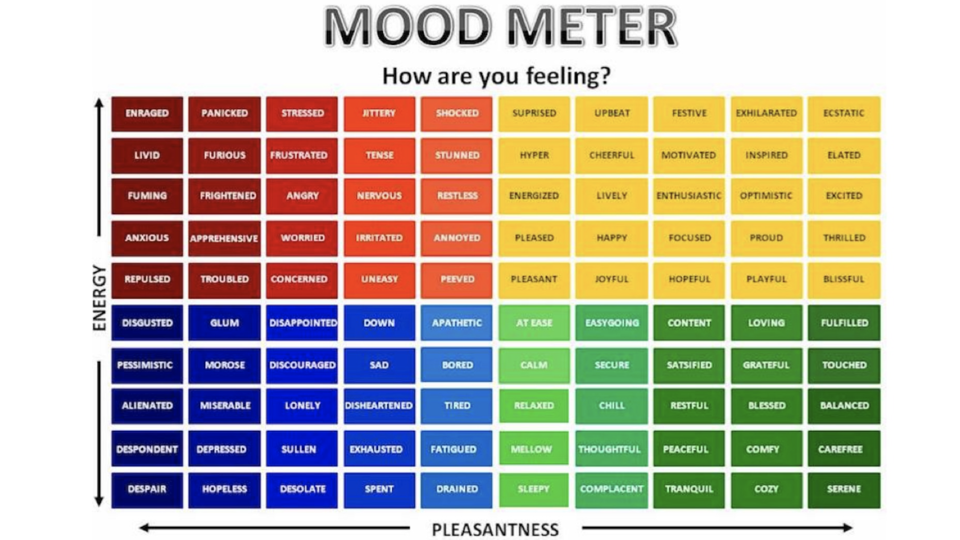 MOOD METER
How are you feeling?
ENRAGED PANICKED STRESSED JITTERY SHOCKED SUPRISED UPBEAT FESTIVE EXHILARATED ECSTATIC
LIVID FURIOUS FRUSTRATED TENSE STUNNED HYPER CHEERFUL MOTIVATED INSPIRED ELATED
FUMING FRIGHTENED ANGRY NERVOUS RESTLESS ENERGIZED LIVELY ENTHUSIASTIC OPTIMISTIC EXCITED
ANXIOUS APPREHENSIVE WORRIED IRRITATED ANNOYED PLEASED HAPPY FOCUSED PROUD THRILLED
REPULSED TROUBLED CONCERNED UNEASY PEEVED PLEASANT JOYFUL HOPEFUL PLAYFUL BLISSFUL
DISGUSTED GLUM DISAPPOINTED DOWN APATHETIC AT EASE EASYGOING CONTENT LOVING FULFILLED
PESSIMISTIC MOROSE DISCOURAGED SAD BORED CALM SECURE SATSIFIED GRATEFUL TOUCHED
ALIENATED MISERABLE LONELY DISHEARTENED TIRED RELAXED CHILL RESTFUL BLESSED BALANCED
DESPONDENT DEPRESSED SULLEN EXHAUSTED FATIGUED MELLOW THOUGHTFUL PEACEFUL COMFY CAREFREE
DESPAIR HOPELESS DESOLATE SPENT DRAINED SLEEPY COMPLACENT TRANQUIL COZY SERENE
ENERGY
PLEASANTNESS